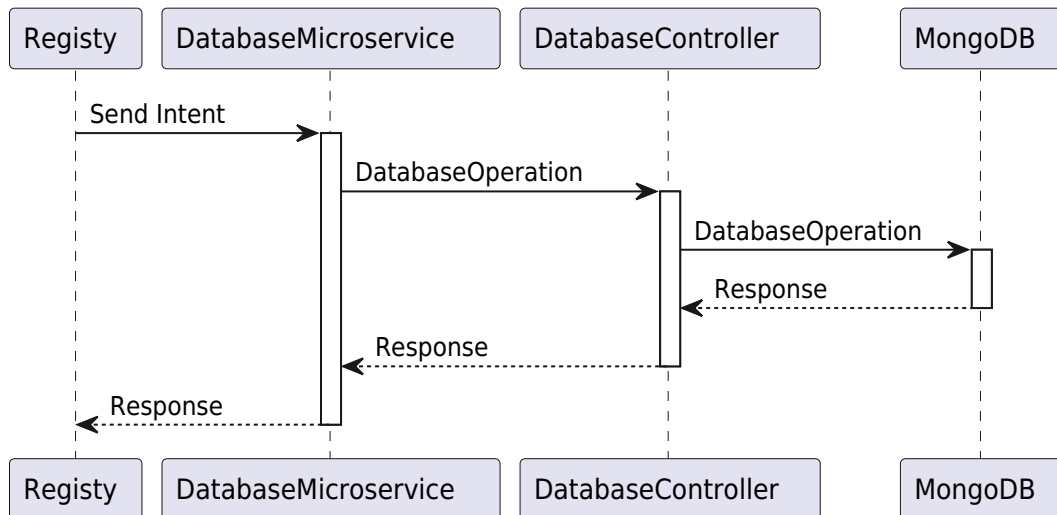 Registy
DatabaseMicroservice
DatabaseController
MongoDB
Send Intent
DatabaseOperation
DatabaseOperation
Response
Response
Response
Registy
DatabaseMicroservice
DatabaseController
MongoDB